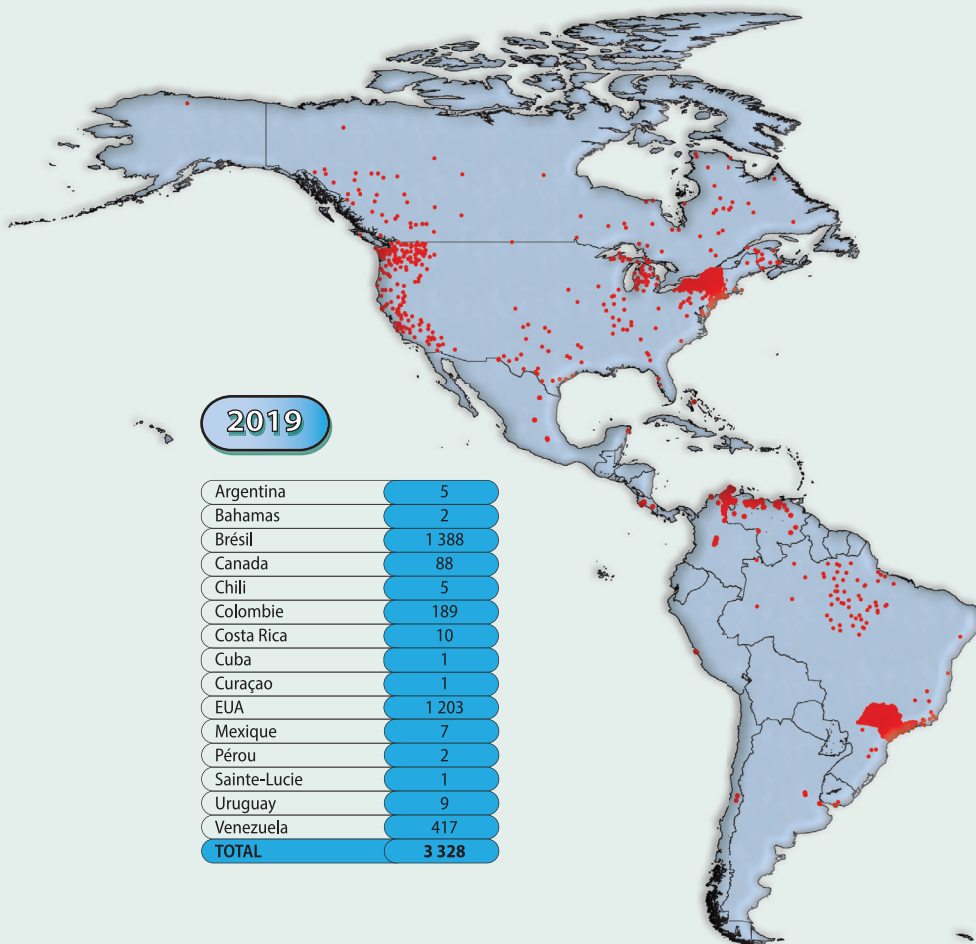 2019
Argentina 5
Bahamas 2
Brésil 1 388
Canada 88
Chili 5
Colombie 189
Costa Rica 10
Cuba 1
Curaçao 1
EUA 1 203
Mexique 7
Pérou 2
Sainte-Lucie 1
Uruguay 9
Venezuela 417
TOTAL 3 328